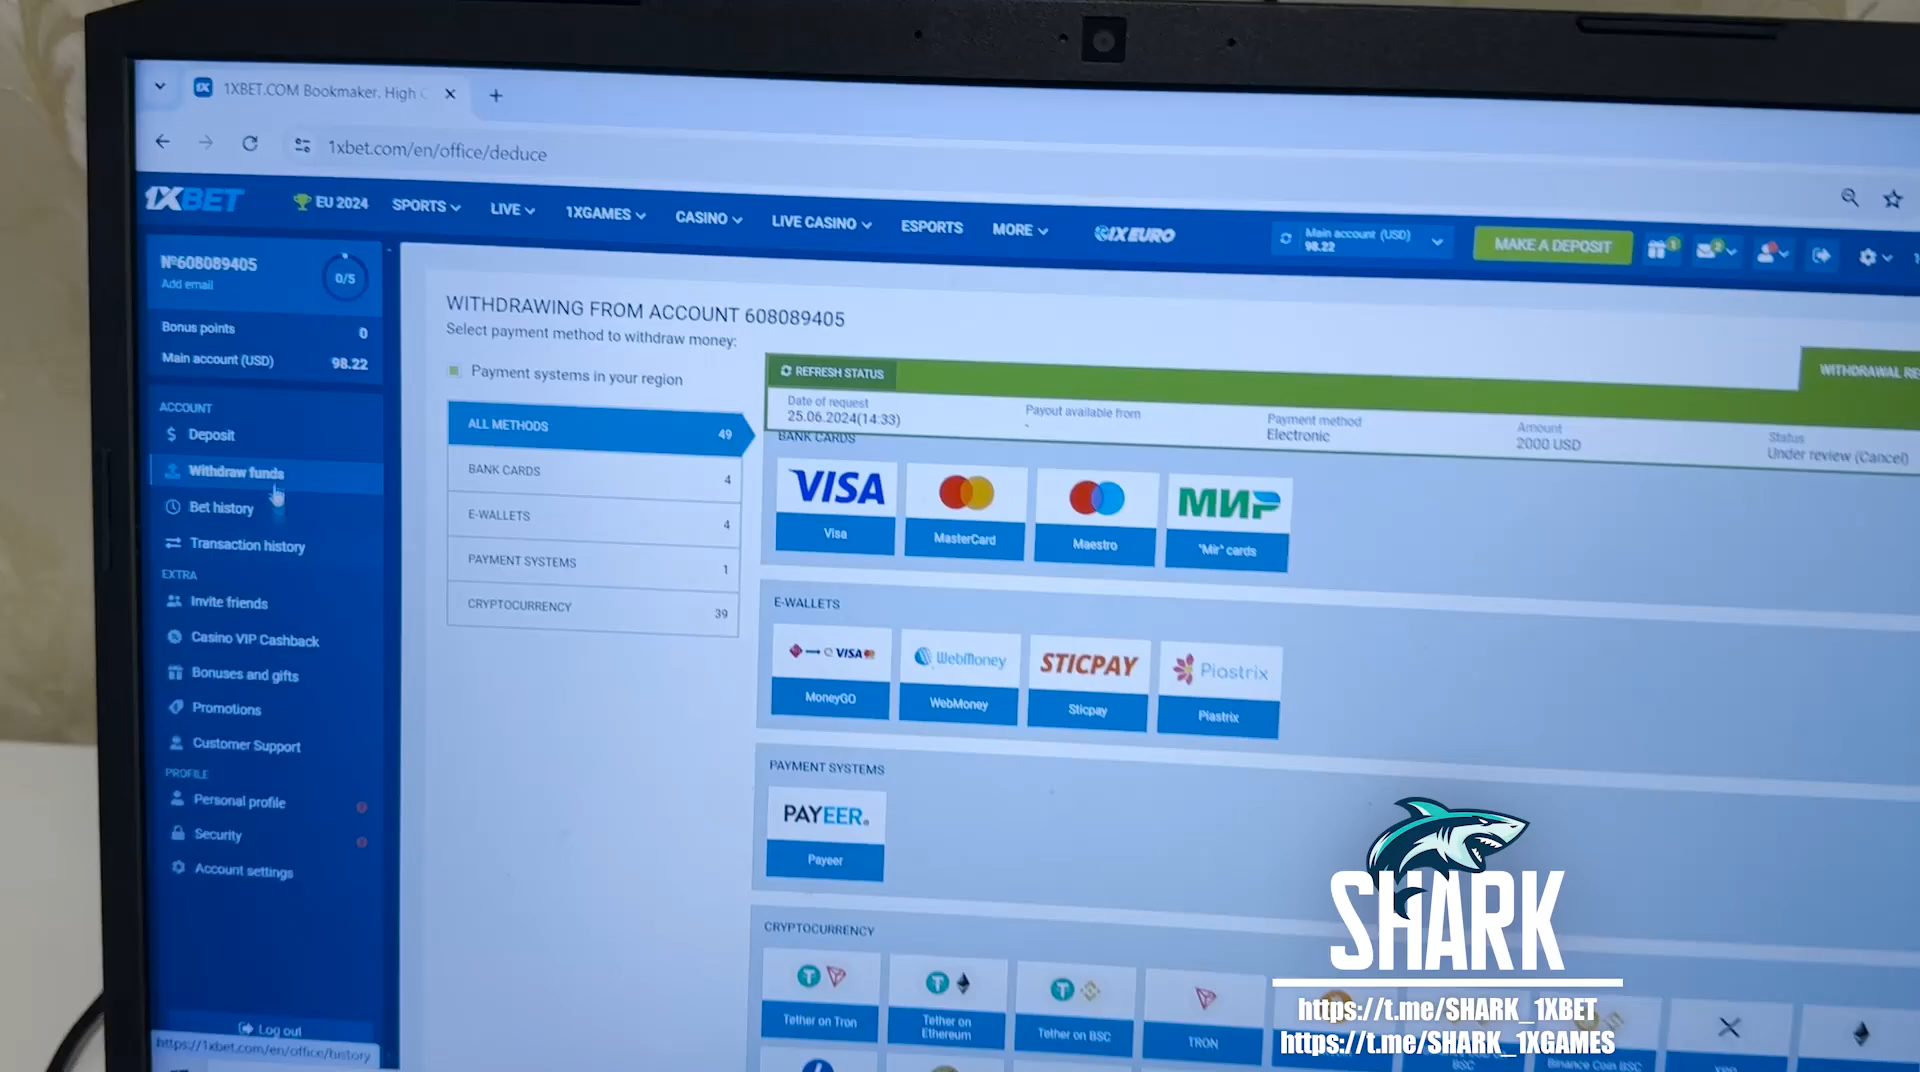 1XBET.COM Bookmaker. High
1xbet.com/en/office/deduce
1XBET
EU 2024
SPORTS
LIVE
1XGAMES
CASINO
LIVE CASINO
ESPORTS
MORE
1XEURO
Main account (USD)
98.22
MAKE A DEPOSIT
№608089405
Add email
0/5
Bonus points 0
Main account (USD) 98.22
ACCOUNT
Deposit
Withdraw funds
Bet history
Transaction history
EXTRA
Invite friends
Casino VIP Cashback
Bonuses and gifts
Promotions
Customer Support
PROFILE
Personal profile
Security
Account settings
Log out
https://1xbet.com/en/office/history
WITHDRAWING FROM ACCOUNT 608089405
Select payment method to withdraw money:
Payment systems in your region
ALL METHODS 49
BANK CARDS 4
E-WALLETS 4
PAYMENT SYSTEMS 1
CRYPTOCURRENCY 39
REFRESH STATUS
WITHDRAWAL
Date of request
25.06.2024(14:33)
Payout available from
-
Payment method
Electronic
Amount
2000 USD
Status
Under review (Cancel)
BANK CARDS
VISA
МИР
Visa
MasterCard
Maestro
"Mir" cards
E-WALLETS
VISA
WebMoney
STICPAY
Piastrix
MoneyGO
WebMoney
Sticpay
Piastrix
PAYMENT SYSTEMS
PAYEER
Payeer
CRYPTOCURRENCY
Tether on Tron
Tether on
Ethereum
Tether on BSC
TRON
BSC
Binance Coin BSC
SHARK
https://t.me/SHARK_1XBET
https://t.me/SHARK_1XGAMES